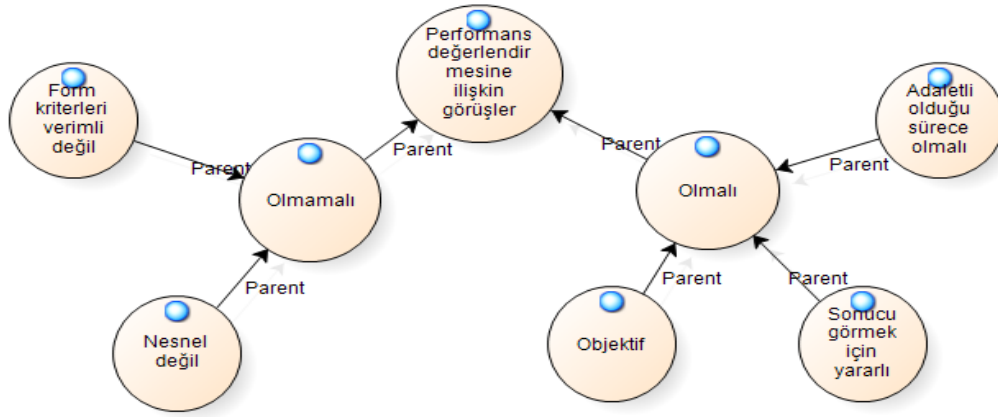 Performans
değerlendir
mesine
ilişkin
görüşler
Form
kriterleri
verimli
değil
Adaletli
olduğu
sürece
olmalı
Parent
Parent
Parent
Parent
Olmamalı
Olmalı
Parent
Parent
Parent
Nesnel
değil
Objektif
Sonucu
görmek
için
yararlı